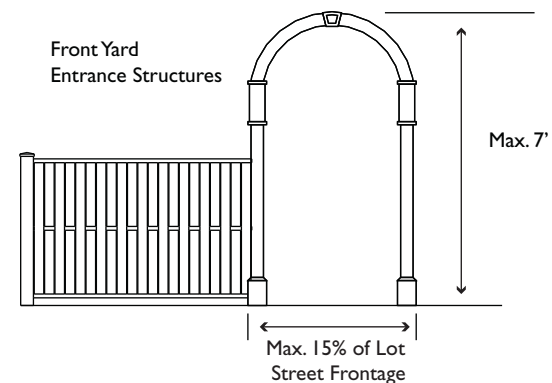 Front Yard
Entrance Structures
Max. 7’
Max. 15% of Lot
Street Frontage